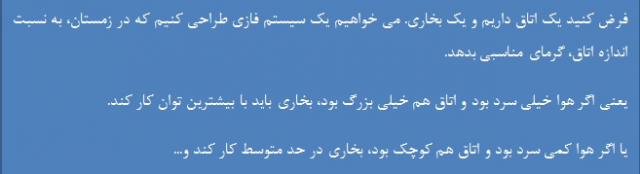 فرض کنید یک اتاق داریم و یک بخاری. می خواهیم یک سیستم فازی طراحی کنیم که در زمستان، به نسبت
اندازه اتاق، گرمای مناسبی بدهد.
یعنی اگر هوا خیلی سرد بود و اتاق هم خیلی بزرگ بود، بخاری باید با بیشترین توان کار کند.
یا اگر هوا کمی سرد بود و اتاق هم کوچک بود، بخاری در حد متوسط کار کند و...